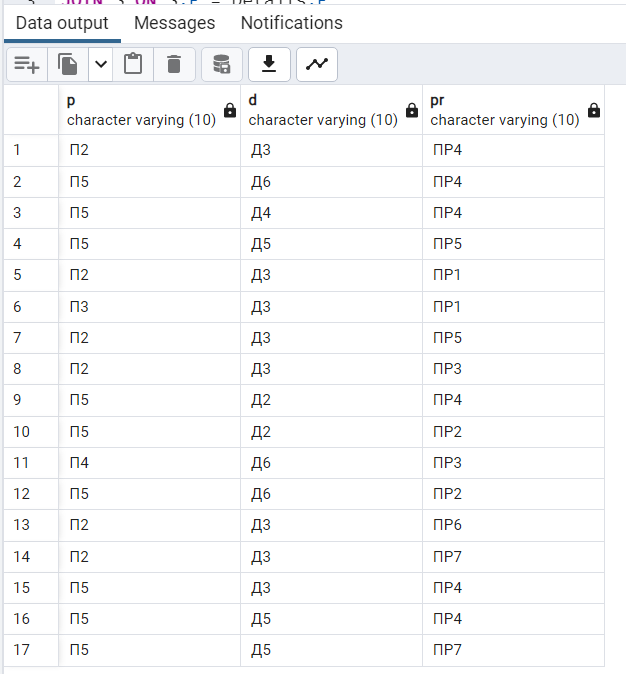 Data output Messages Notifications
p d pr
character varying (10) character varying (10) character varying (10)
1 П2 Д3 ПР4
2 П5 Д6 ПР4
3 П5 Д4 ПР4
4 П5 Д5 ПР5
5 П2 Д3 ПР1
6 П3 Д3 ПР1
7 П2 Д3 ПР5
8 П2 Д3 ПР3
9 П5 Д2 ПР4
10 П5 Д2 ПР2
11 П4 Д6 ПР3
12 П5 Д6 ПР2
13 П2 Д3 ПР6
14 П2 Д3 ПР7
15 П5 Д3 ПР4
16 П5 Д5 ПР4
17 П5 Д5 ПР7